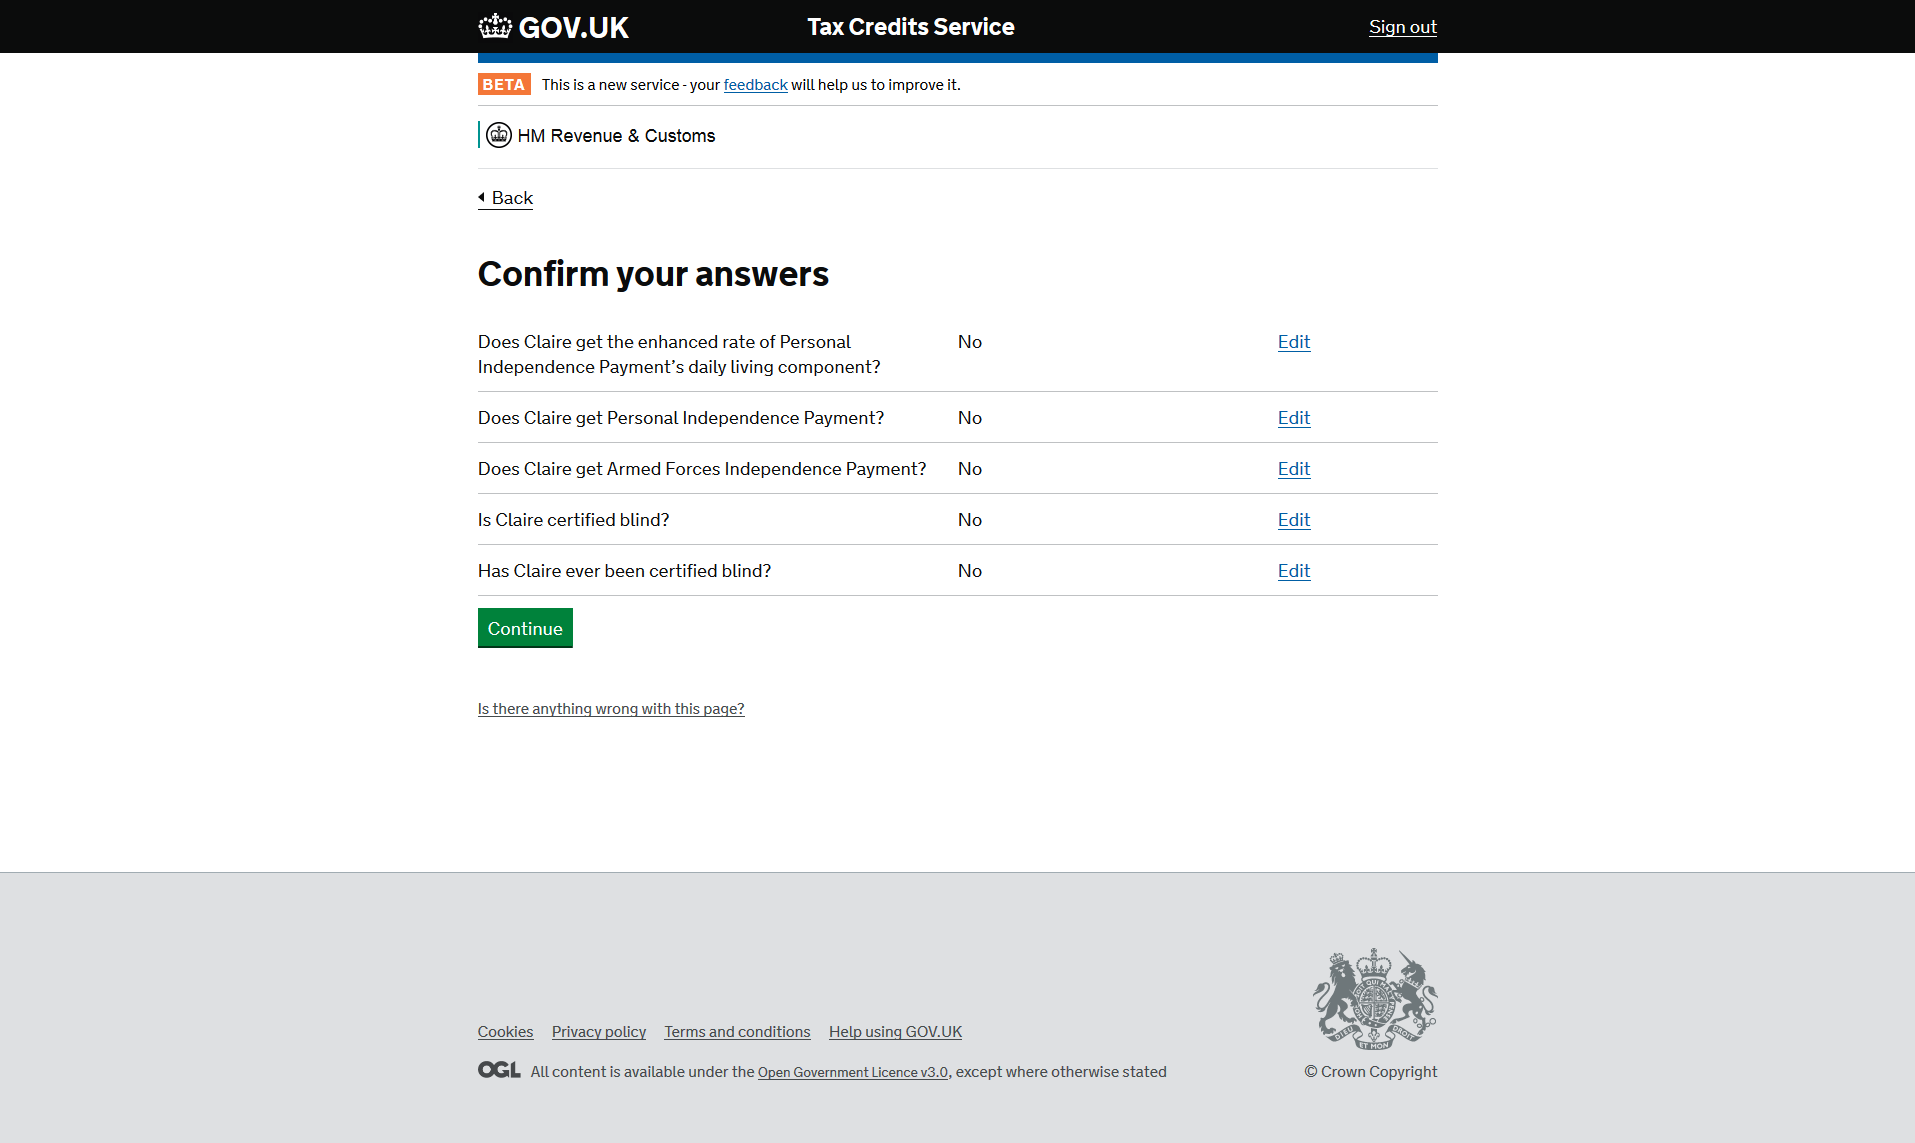 GOV.UK
Tax Credits Service
Sign out
BETA This is a new service - your feedback will help us to improve it.
HM Revenue & Customs
Back
Confirm your answers
Does Claire get the enhanced rate of Personal
Independence Payment’s daily living component?
No
Edit
Does Claire get Personal Independence Payment?
No
Edit
Does Claire get Armed Forces Independence Payment?
No
Edit
Is Claire certified blind?
No
Edit
Has Claire ever been certified blind?
No
Edit
Continue
Is there anything wrong with this page?
Cookies
Privacy policy
Terms and conditions
Help using GOV.UK
OGL All content is available under the Open Government Licence v3.0, except where otherwise stated
DIEU ET MON DROIT
© Crown Copyright